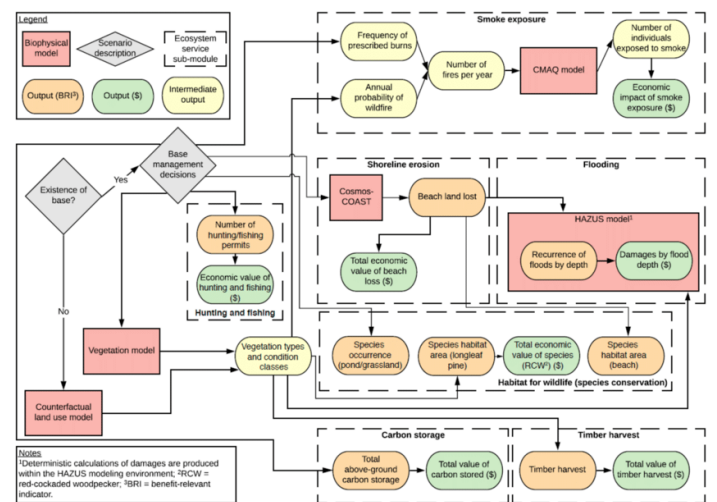 Legend
Biophysical
model
Scenario
description
Ecosystem
service
sub-module
Output (BRI³)
Output ($)
Intermediate
output
Smoke exposure
Frequency of
prescribed burns
Annual
probability of
wildfire
Number of
fires per year
CMAQ model
Number of
individuals
exposed to smoke
Economic
impact of smoke
exposure ($)
Existence of
base?
Yes
No
Base
management
decisions
Shoreline erosion
Cosmos-
COAST
Beach land lost
Total economic
value of beach
loss ($)
Flooding
HAZUS model¹
Recurrence of
floods by depth
Damages by flood
depth ($)
Number of
hunting/fishing
permits
Economic value of
hunting and fishing
($)
Hunting and fishing
Vegetation model
Counterfactual
land use model
Vegetation types
and condition
classes
Species
occurrence
(pond/grassland)
Species habitat
area (longleaf
pine)
Total economic
value of species
(RCW²) ($)
Species
habitat area
(beach)
Habitat for wildlife (species conservation)
Carbon storage
Total
above-ground
carbon storage
Total value of
carbon stored ($)
Timber harvest
Timber harvest
Total value of
timber harvest ($)
Notes
¹Deterministic calculations of damages are produced
within the HAZUS modeling environment; ²RCW =
red-cockaded woodpecker; ³BRI = benefit-relevant
indicator.